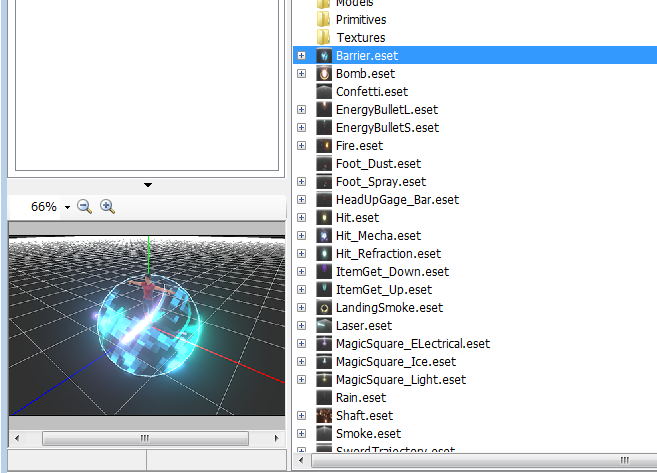 Models
Primitives
Textures
Barrier.eset
Bomb.eset
Confetti.eset
EnergyBulletL.eset
EnergyBulletS.eset
Fire.eset
Foot_Dust.eset
Foot_Spray.eset
HeadUpGage_Bar.eset
Hit.eset
Hit_Mecha.eset
Hit_Refraction.eset
ItemGet_Down.eset
ItemGet_Up.eset
LandingSmoke.eset
Laser.eset
MagicSquare_ELectrical.eset
MagicSquare_Ice.eset
MagicSquare_Light.eset
Rain.eset
Shaft.eset
Smoke.eset
SwordTrajectory.eset
66%